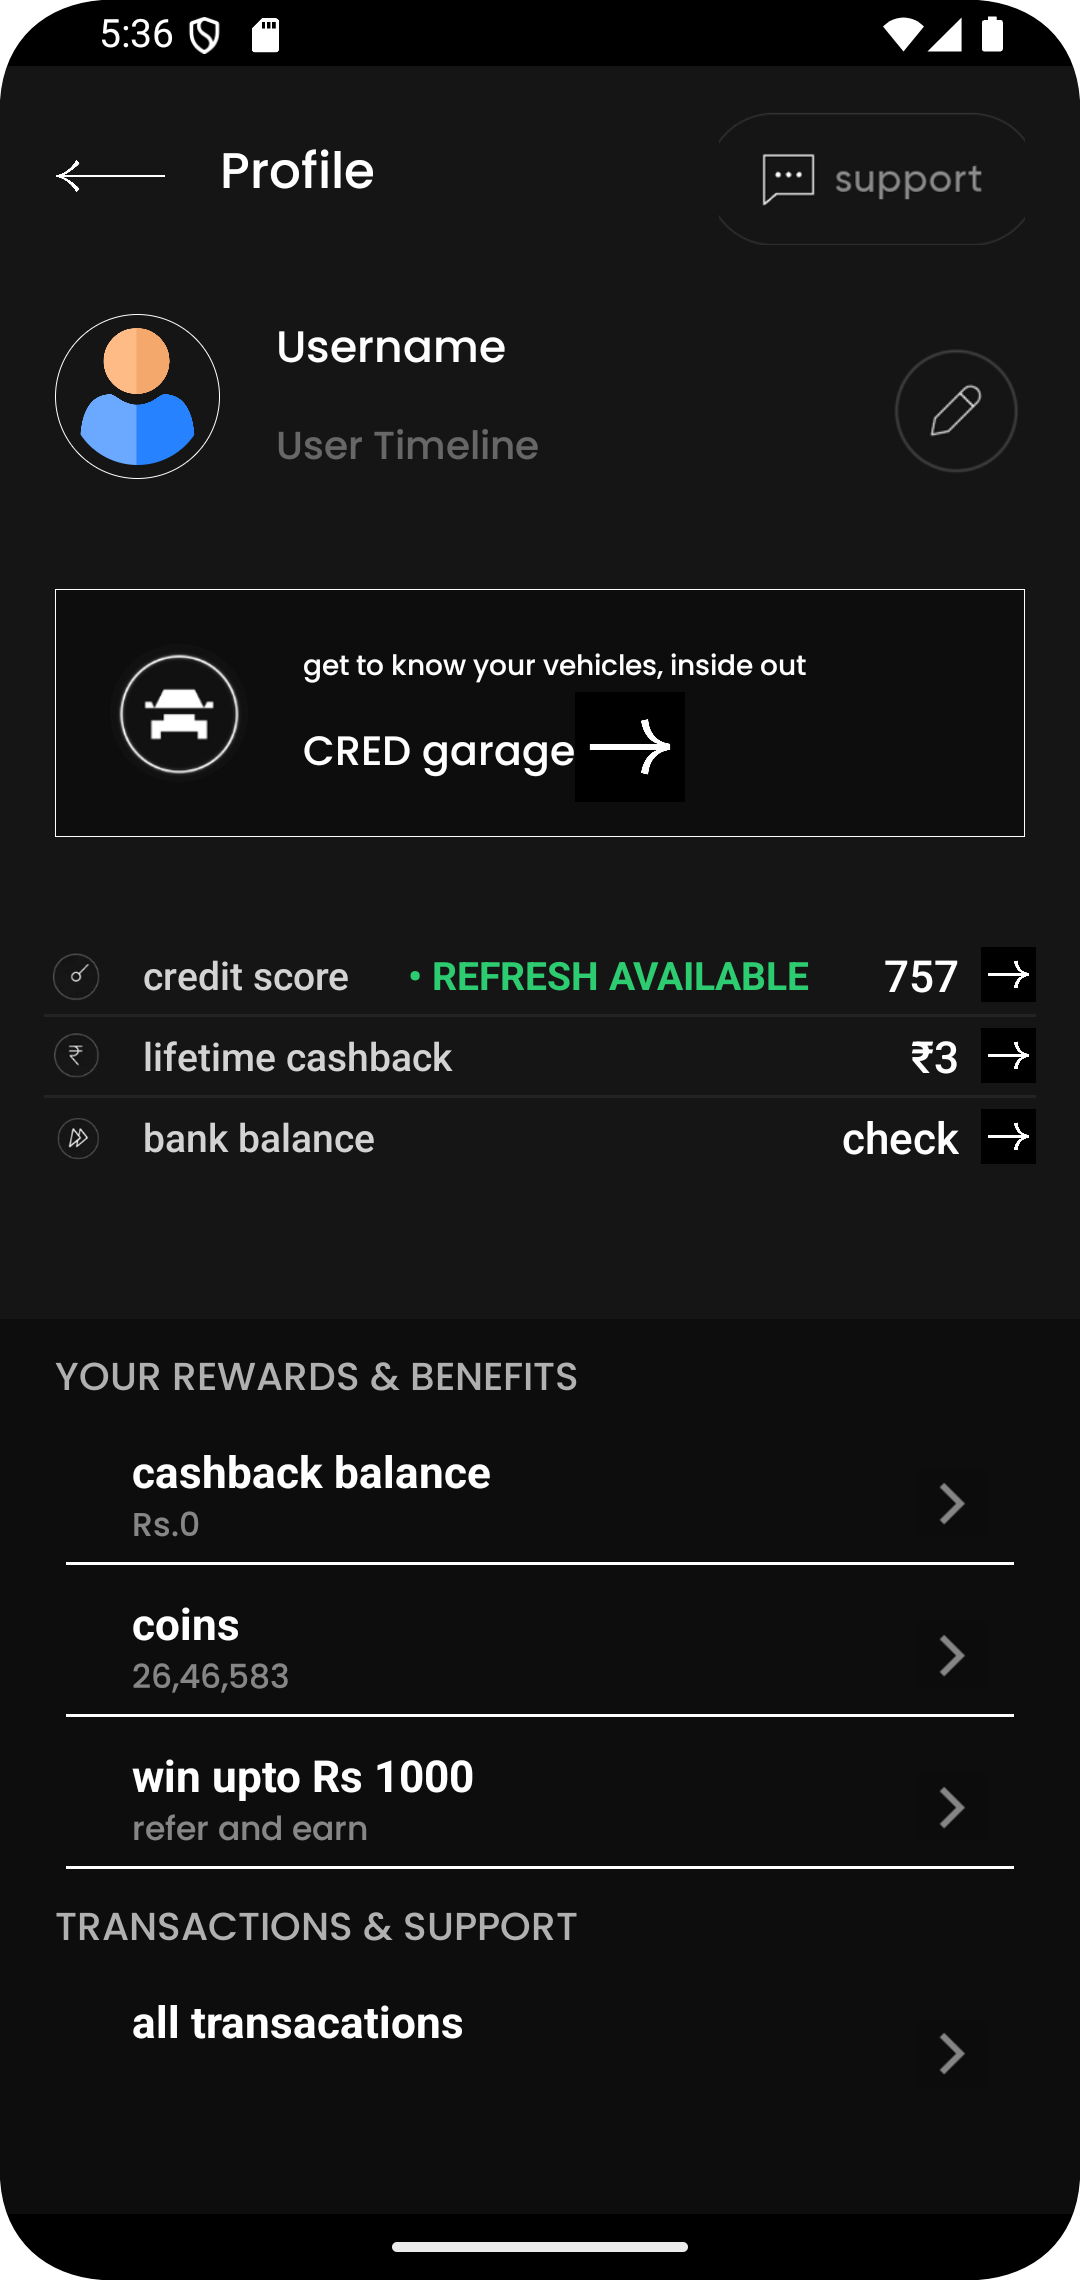 5:36
Profile
support
Username
User Timeline
get to know your vehicles, inside out
CRED garage
credit score • REFRESH AVAILABLE 757
lifetime cashback ₹3
bank balance check
YOUR REWARDS & BENEFITS
cashback balance
Rs.0
coins
26,46,583
win upto Rs 1000
refer and earn
TRANSACTIONS & SUPPORT
all transacations